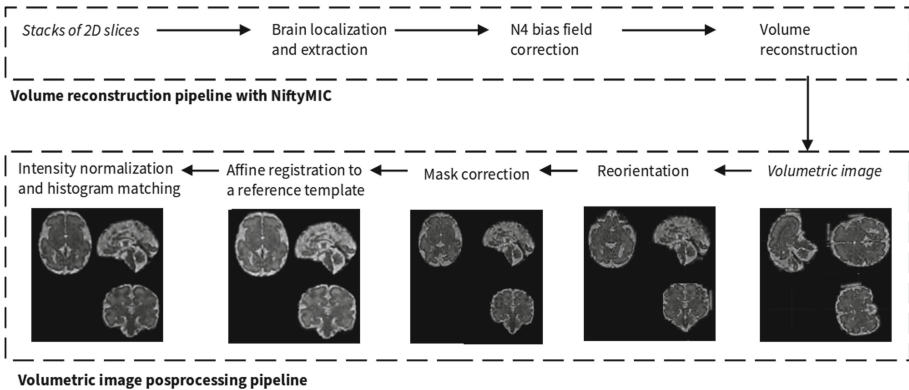 Stacks of 2D slices
Brain localization
and extraction
N4 bias field
correction
Volume
reconstruction
Volume reconstruction pipeline with NiftyMIC
Intensity normalization
and histogram matching
Affine registration to
a reference template
Mask correction
Reorientation
Volumetric image
Volumetric image posprocessing pipeline